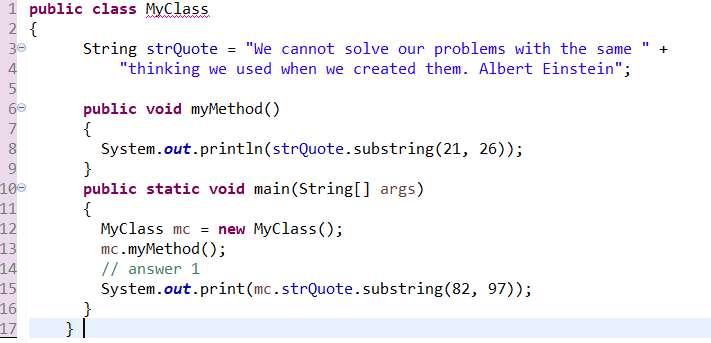 1 public class MyClass
2 {
3 String strQuote = "We cannot solve our problems with the same " +
4 "thinking we used when we created them. Albert Einstein";
5
6 public void myMethod()
7 {
8 System.out.println(strQuote.substring(21, 26));
9 }
10 public static void main(String[] args)
11 {
12 MyClass mc = new MyClass();
13 mc.myMethod();
14 // answer 1
15 System.out.print(mc.strQuote.substring(82, 97));
16 }
17 }